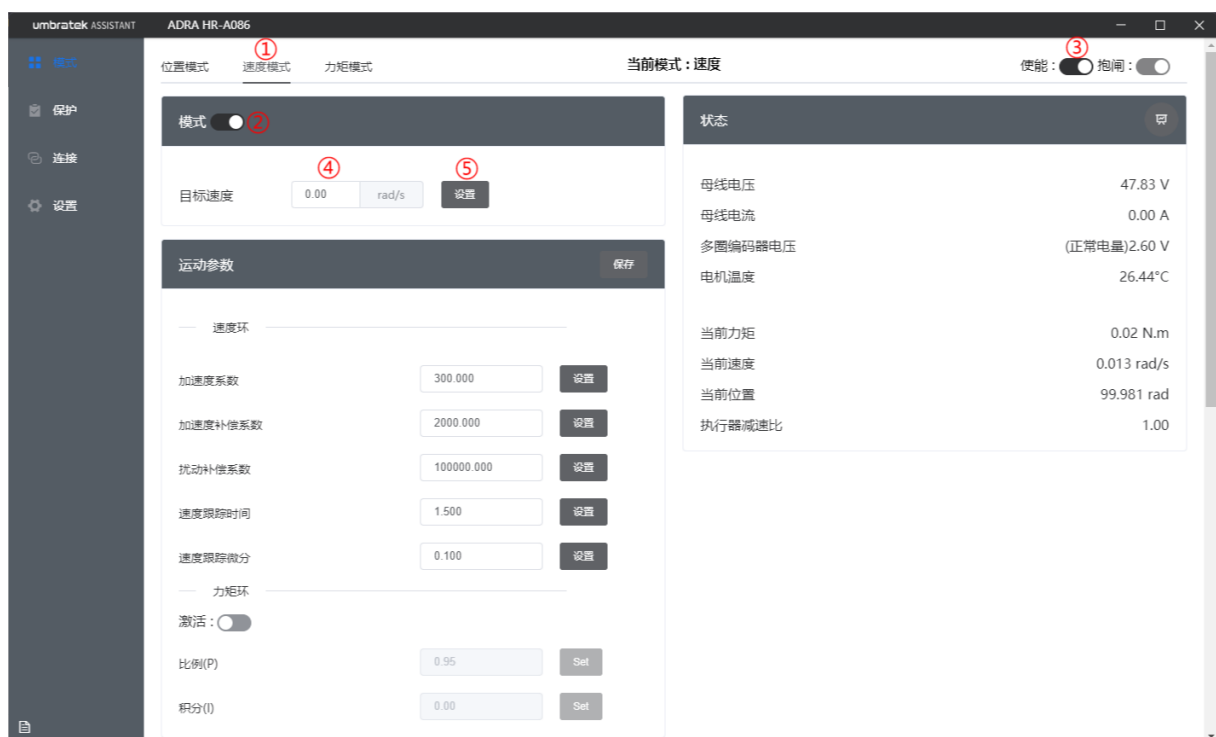 umbratek ASSISTANT
ADRA HR-A086
模式
保护
连接
设置
①
③
位置模式 速度模式 力矩模式 当前模式：速度 使能： 抱闸：
模式 ②
④ ⑤
目标速度 0.00 rad/s 设置
运动参数 保存
速度环
加速度系数 300.000 设置
加速度补偿系数 2000.000 设置
扰动补偿系数 100000.000 设置
速度跟踪时间 1.500 设置
速度跟踪微分 0.100 设置
力矩环
激活：
比例(P) 0.95 Set
积分(I) 0.00 Set
状态
母线电压 47.83 V
母线电流 0.00 A
多圈编码器电压 (正常电量)2.60 V
电机温度 26.44°C
当前力矩 0.02 N.m
当前速度 0.013 rad/s
当前位置 99.981 rad
执行器减速比 1.00